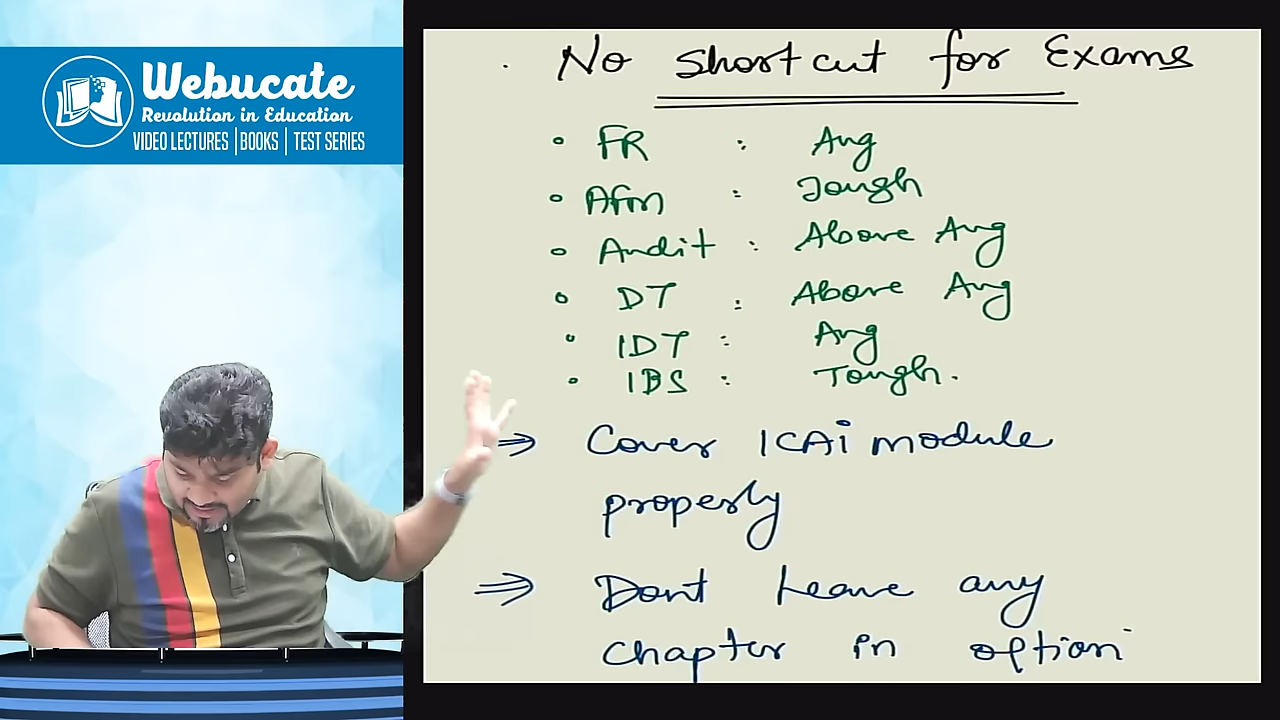 Webucate
Revolution in Education
VIDEO LECTURES | BOOKS | TEST SERIES
No Shortcut for Exams
• FR : Avg
• AFM : Tough
• Audit : Above Avg
• DT : Above Avg
• IDT : Avg
• IBS : Tough.
⇒ Cover ICAi module
properly
⇒ Dont Leave any
chapter in option